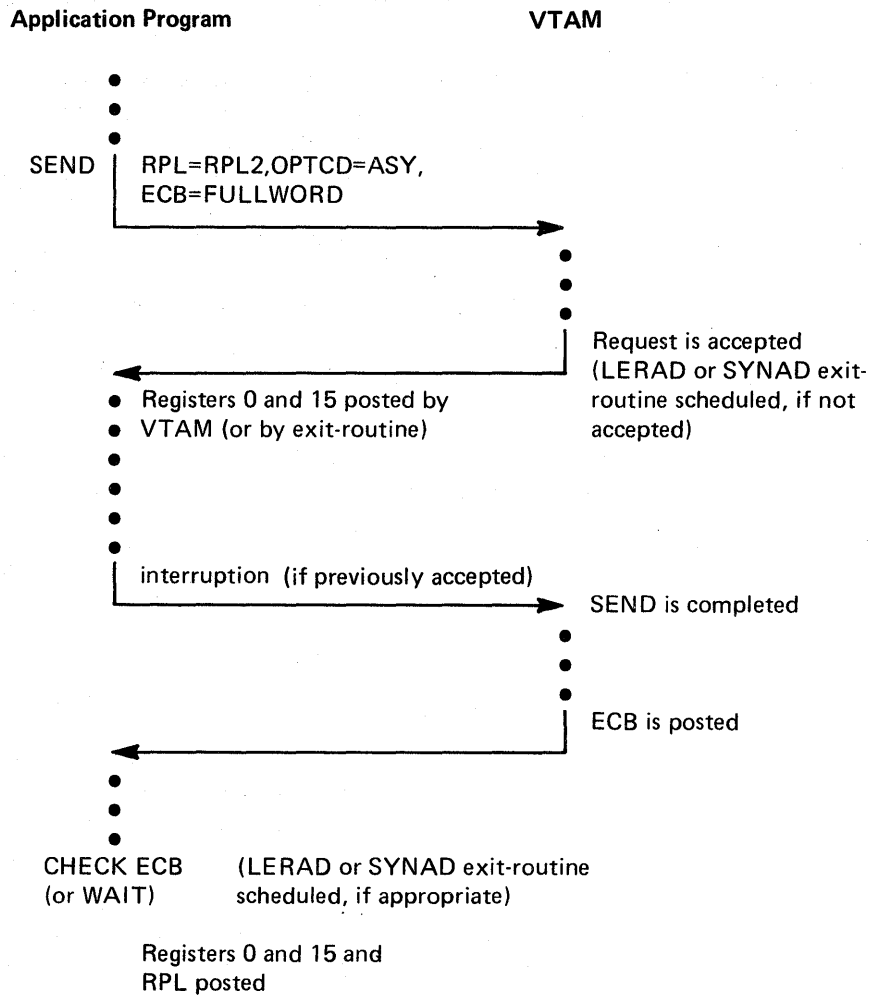 Application Program VTAM
SEND RPL=RPL2,OPTCD=ASY,
ECB=FULLWORD
Request is accepted
(LERAD or SYNAD exit-
routine scheduled, if not
accepted)
Registers 0 and 15 posted by
VTAM (or by exit-routine)
interruption (if previously accepted)
SEND is completed
ECB is posted
CHECK ECB (LERAD or SYNAD exit-routine
(or WAIT) scheduled, if appropriate)
Registers 0 and 15 and
RPL posted